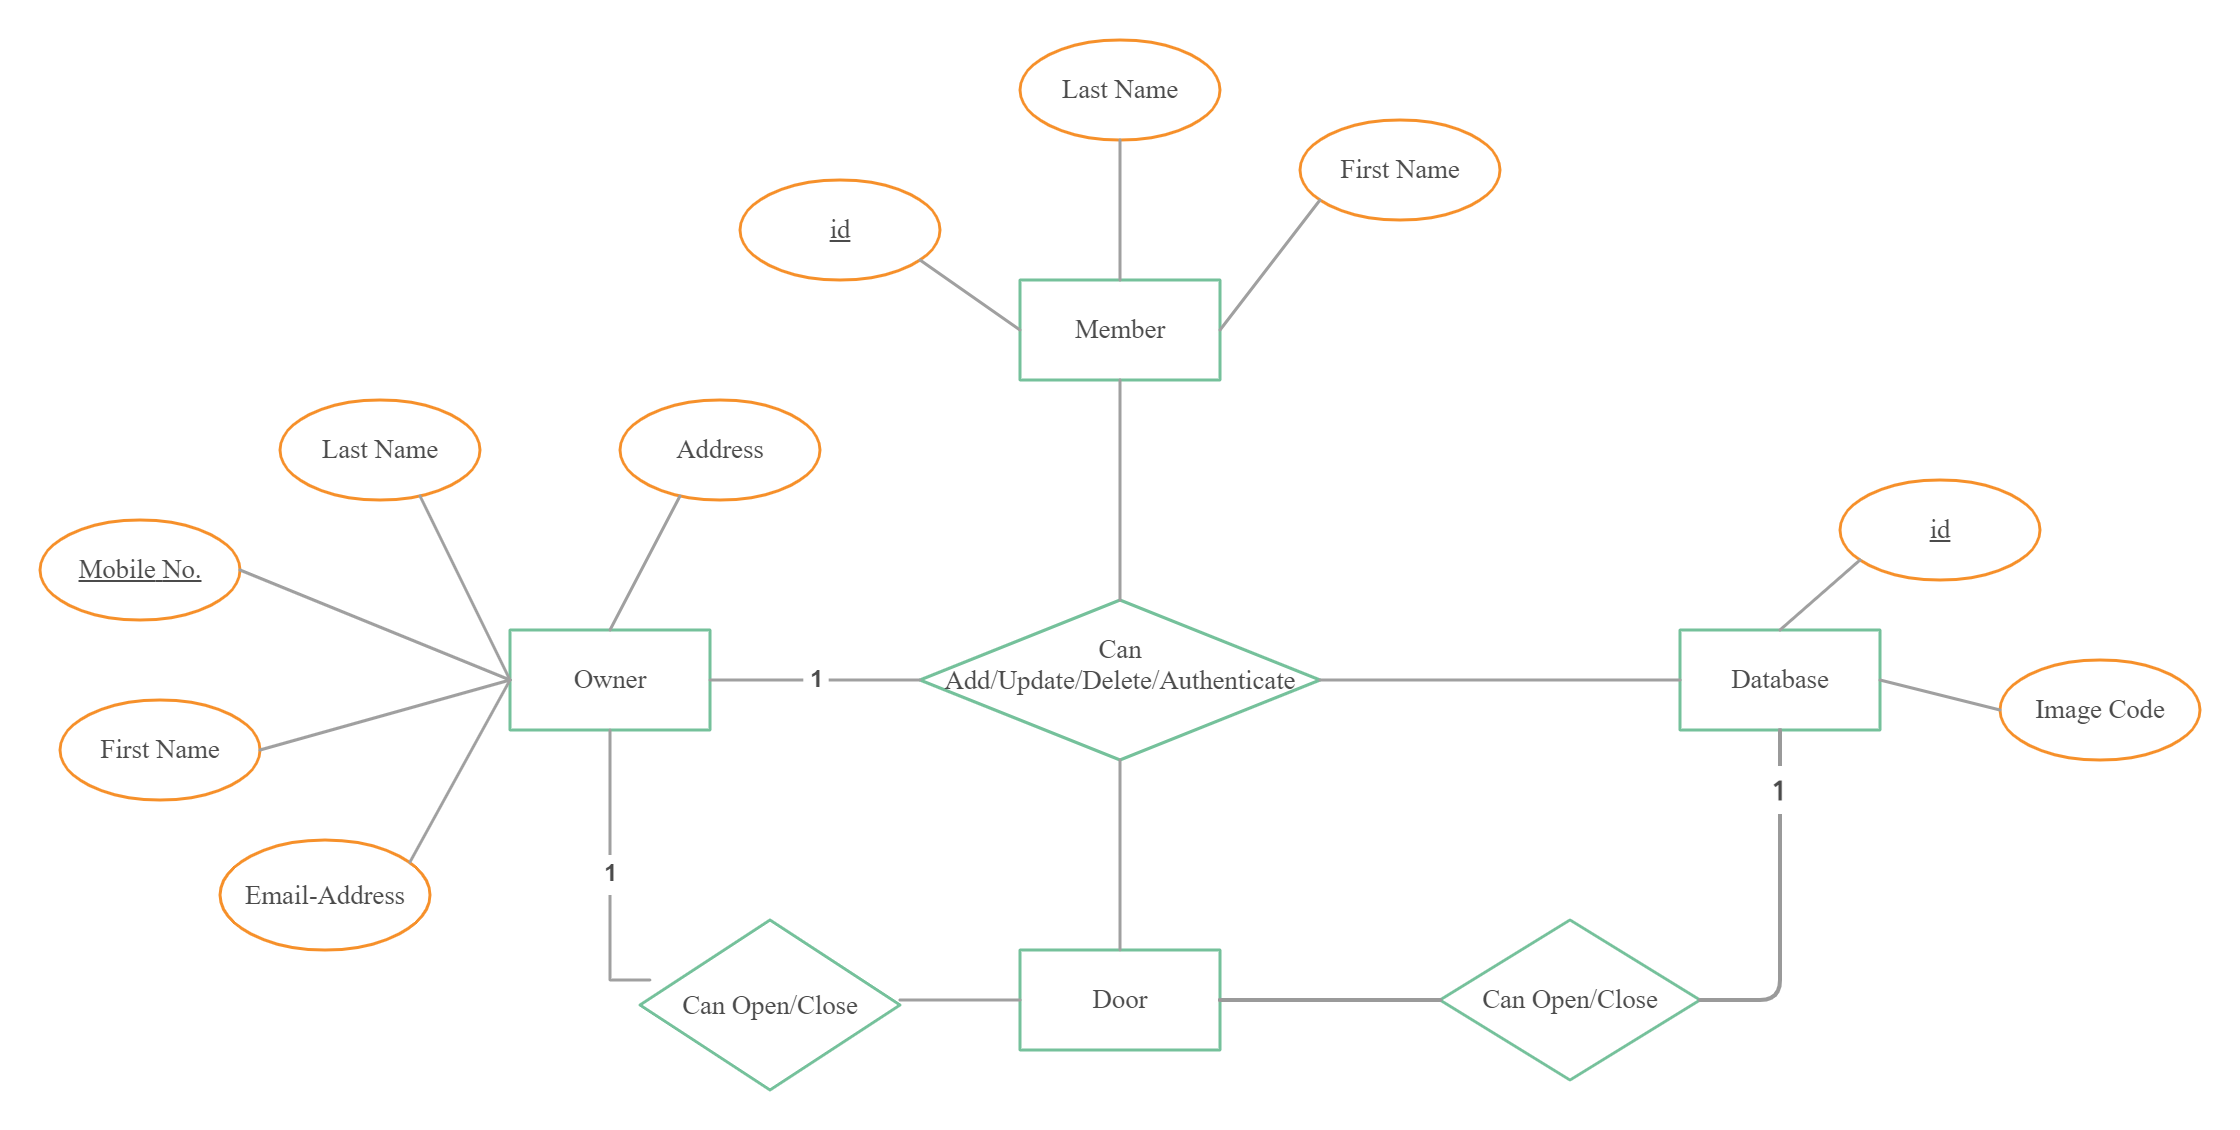 Last Name
First Name
id
Member
Last Name
Address
id
Mobile No.
Can
Add/Update/Delete/Authenticate
Owner
1
Database
Image Code
First Name
1
1
Email-Address
Can Open/Close
Door
Can Open/Close